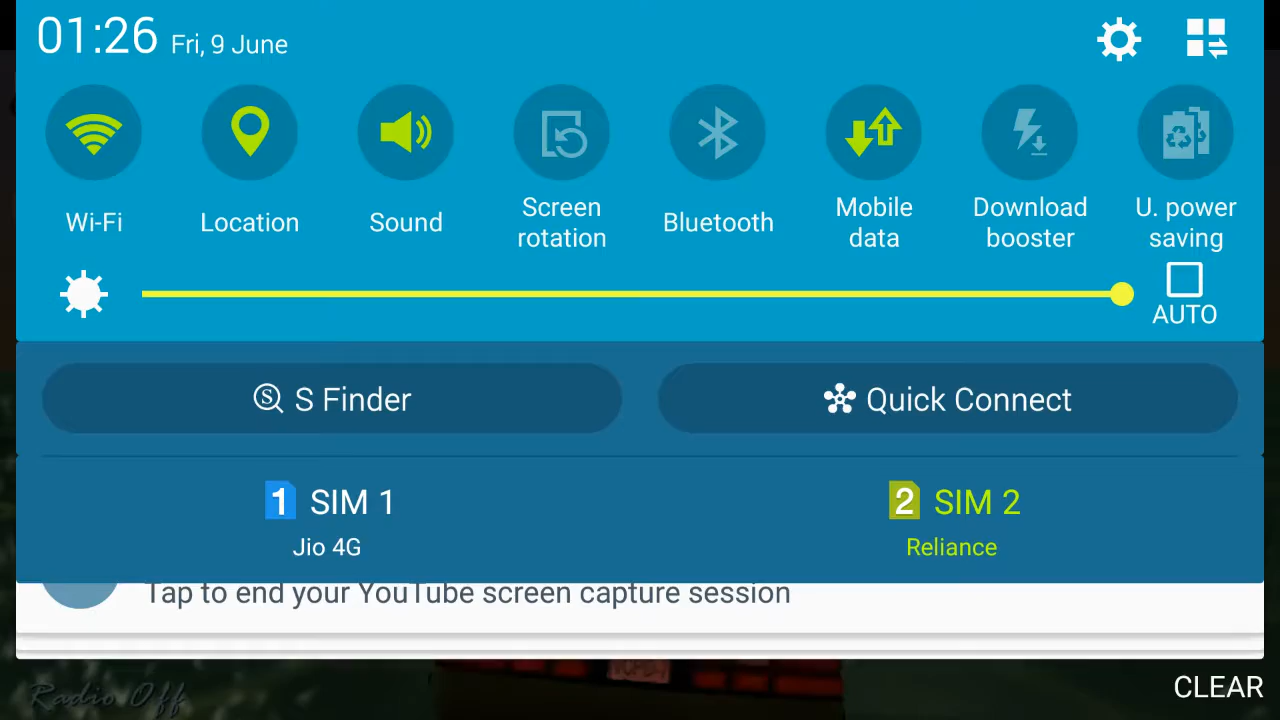 01:26 Fri, 9 June
Wi-Fi
Location
Sound
Screen
rotation
Bluetooth
Mobile
data
Download
booster
U. power
saving
AUTO
S Finder
Quick Connect
1 SIM 1
Jio 4G
2 SIM 2
Reliance
Tap to end your YouTube screen capture session
Radio Off
CLEAR